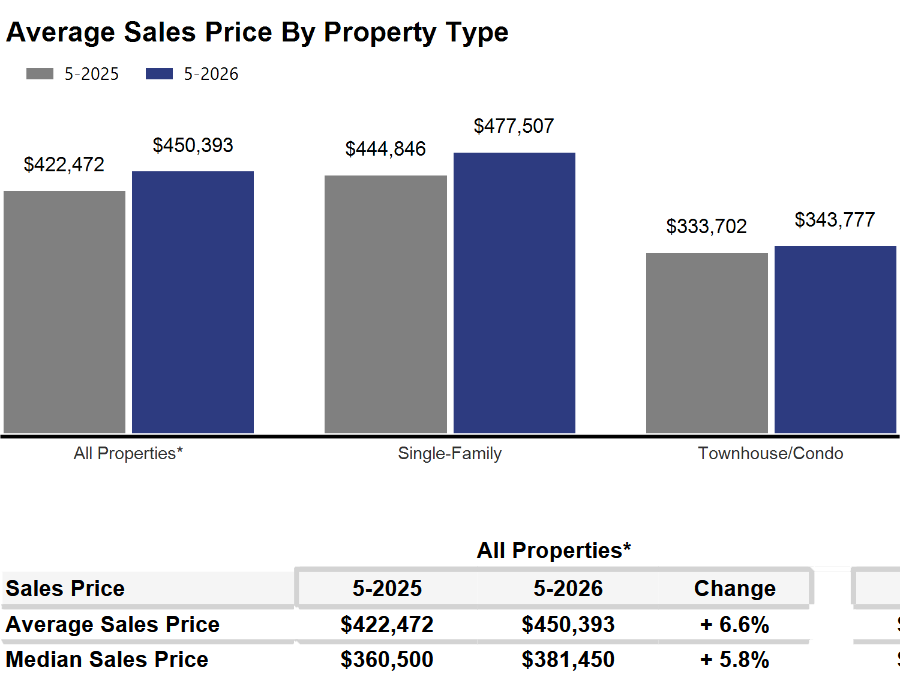 Average Sales Price By Property Type
5-2025 5-2026
$477,507
$450,393 $444,846
$422,472
$343,777
$333,702
All Properties* Single-Family Townhouse/Condo
All Properties*
Sales Price 5-2025 5-2026 Change
Average Sales Price $422,472 $450,393 + 6.6%
Median Sales Price $360,500 $381,450 + 5.8%